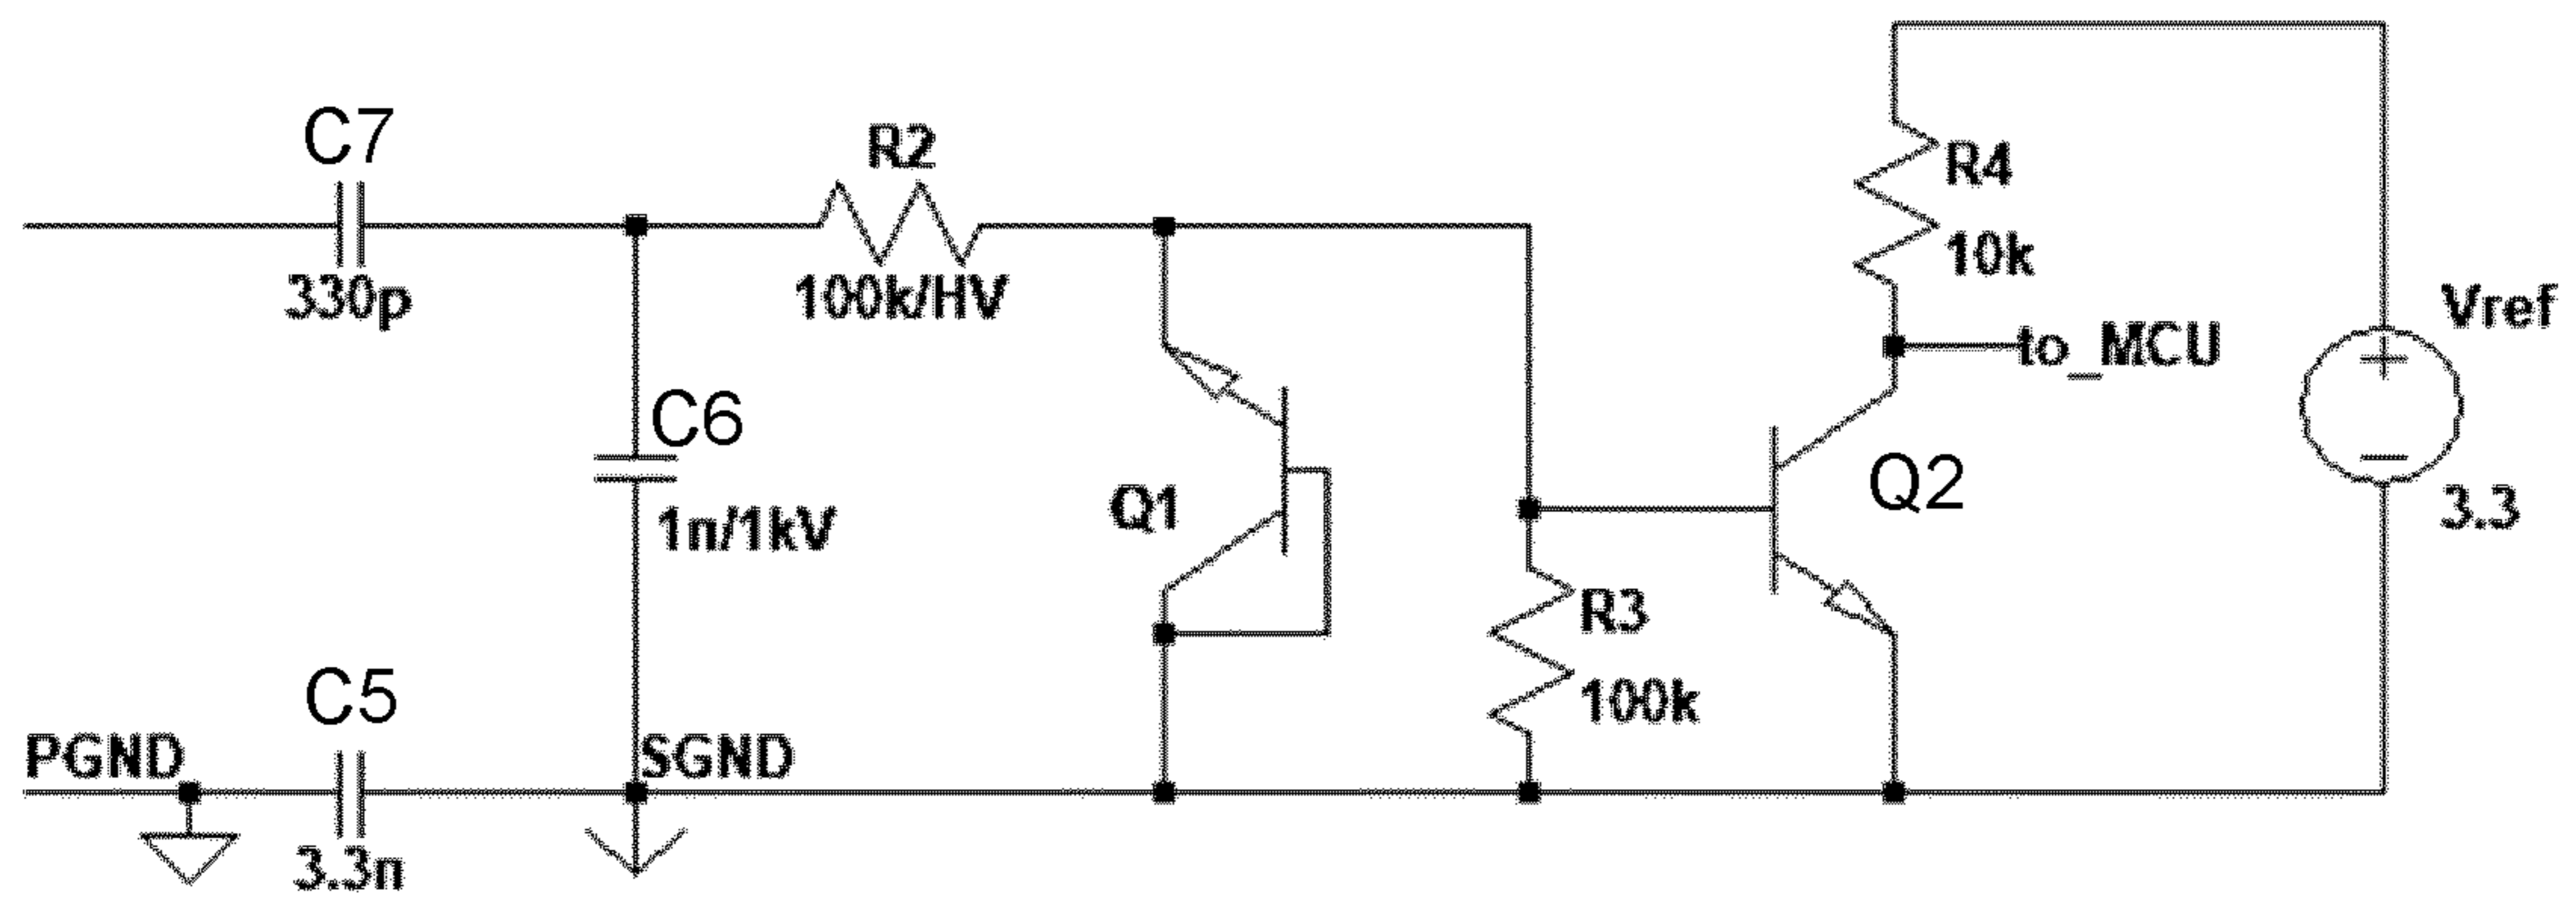 C7
330p
R2
100k/HV
R4
10k
to_MCU
Vref
+
−
3.3
C6
1n/1kV
Q1
Q2
R3
100k
C5
3.3n
PGND
SGND